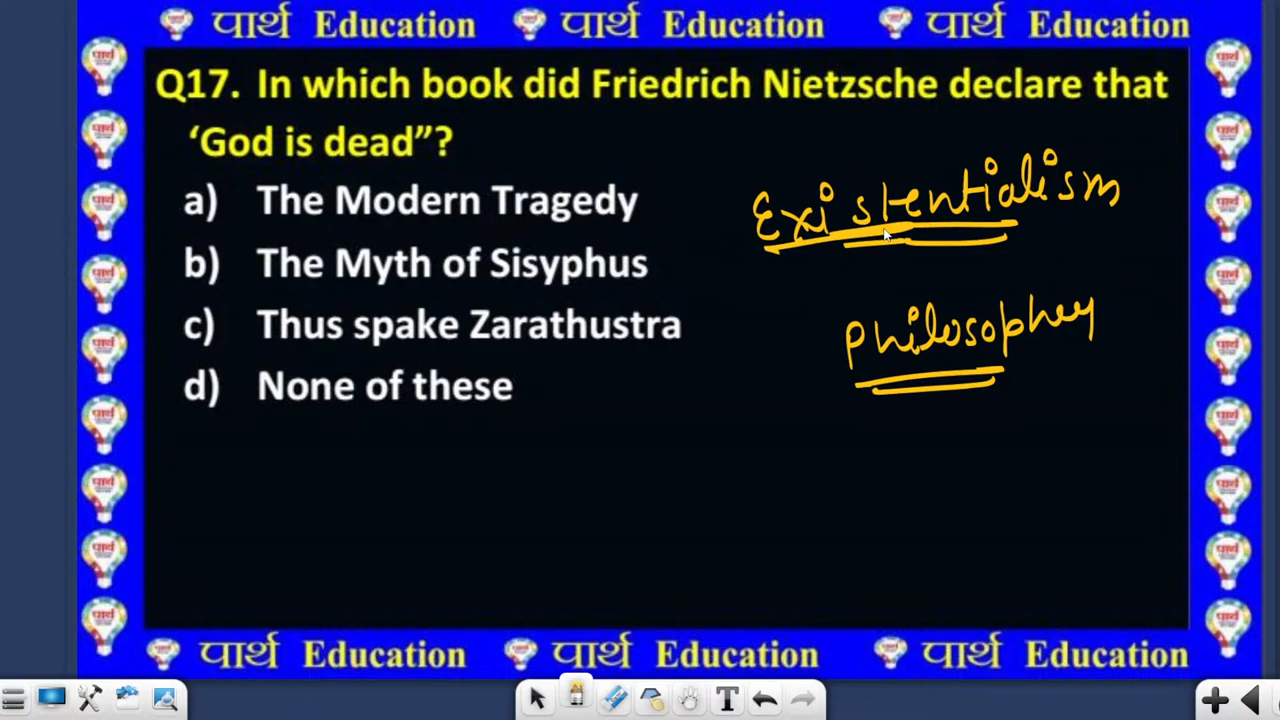 पार्थ Education पार्थ Education पार्थ Education
Q17. In which book did Friedrich Nietzsche declare that
‘God is dead”?
a) The Modern Tragedy
b) The Myth of Sisyphus
c) Thus spake Zarathustra
d) None of these
Existentialism
Philosophey
पार्थ Education पार्थ Education पार्थ Education